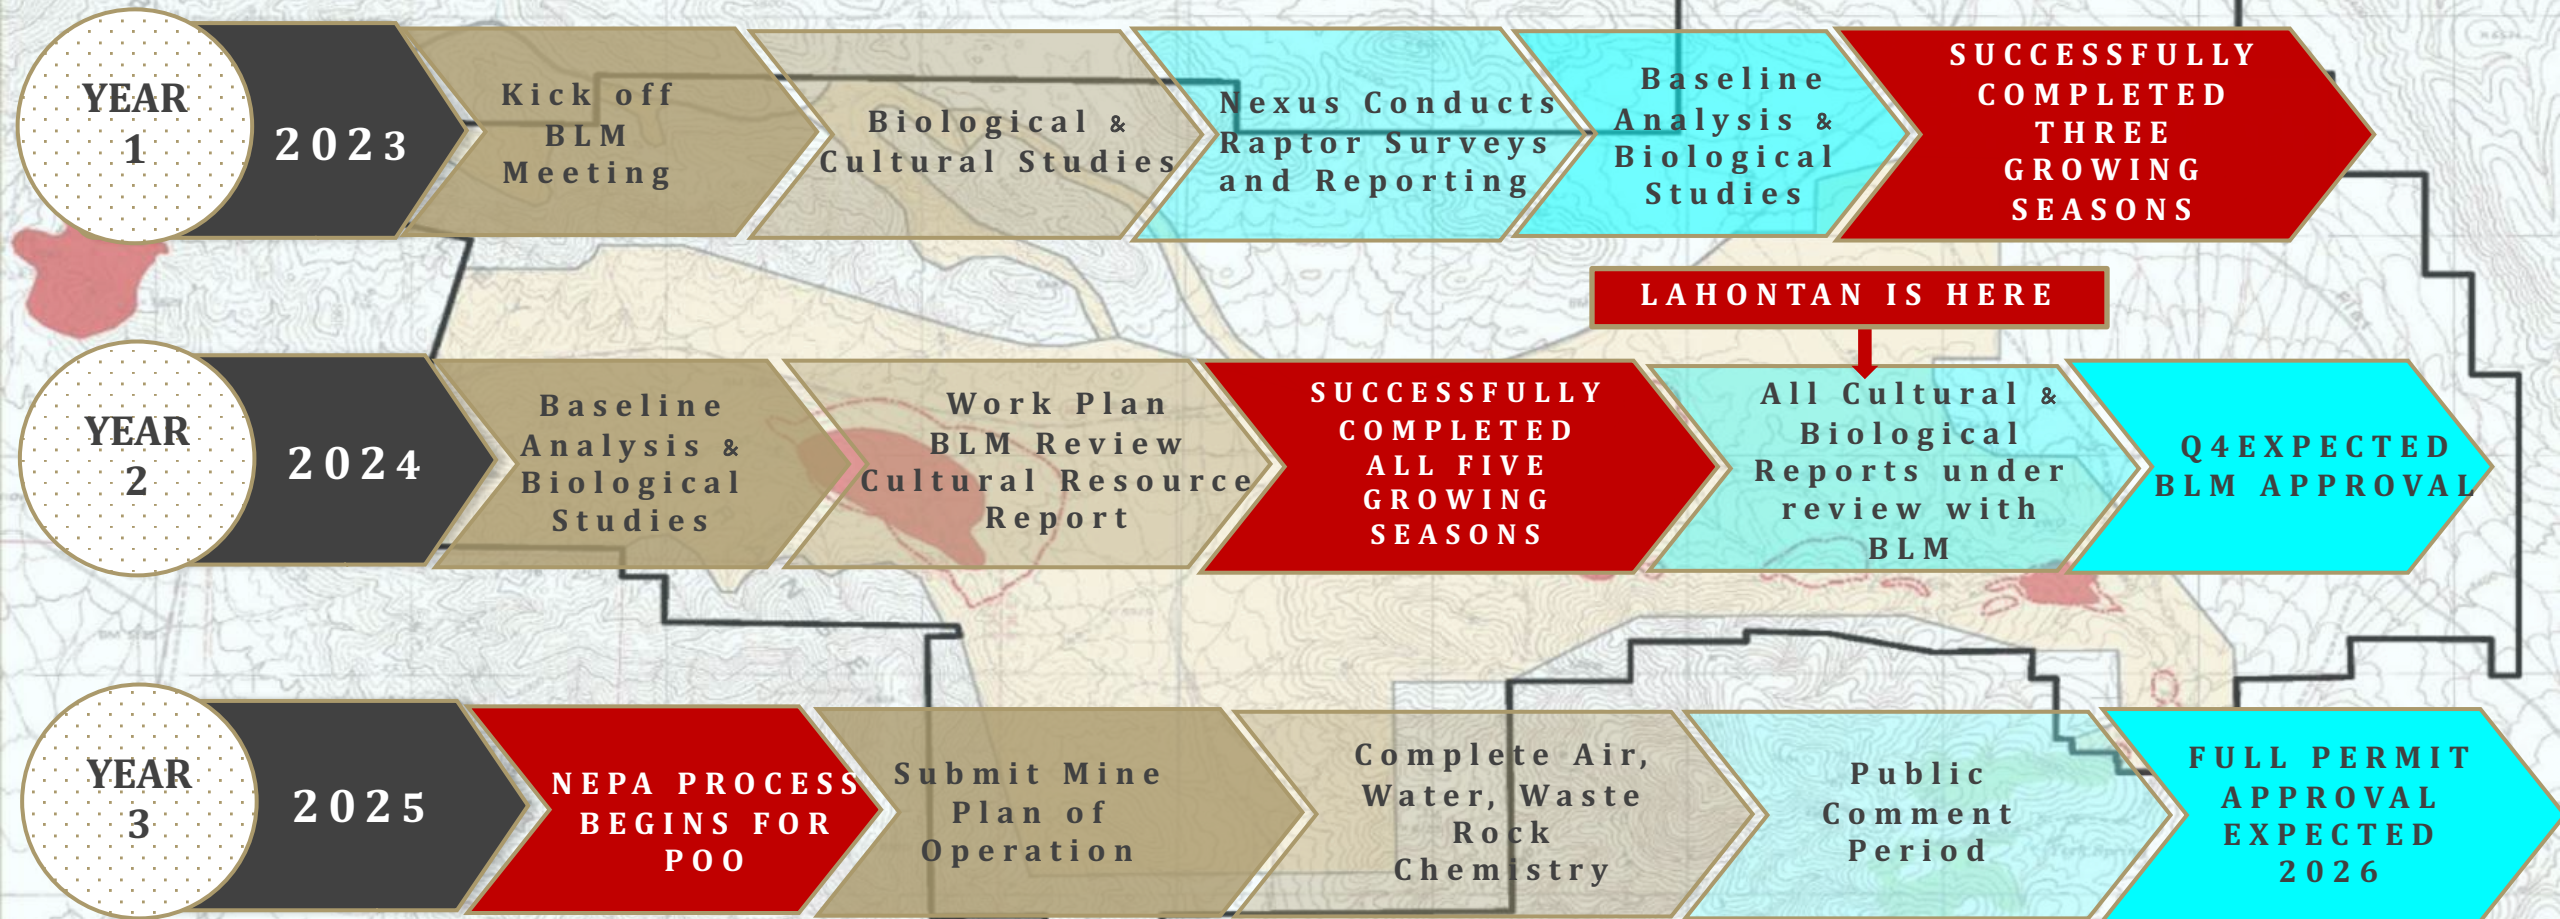 YEAR
1
2023
Kick off
BLM
Meeting
Biological &
Cultural Studies
Nexus Conducts
Raptor Surveys
and Reporting
Baseline
Analysis &
Biological
Studies
SUCCESSFULLY
COMPLETED
THREE
GROWING
SEASONS
LAHONTAN IS HERE
YEAR
2
2024
Baseline
Analysis &
Biological
Studies
Work Plan
BLM Review
Cultural Resource
Report
SUCCESSFULLY
COMPLETED
ALL FIVE
GROWING
SEASONS
All Cultural &
Biological
Reports under
review with
BLM
Q4EXPECTED
BLM APPROVAL
YEAR
3
2025
NEPA PROCESS
BEGINS FOR
POO
Submit Mine
Plan of
Operation
Complete Air,
Water, Waste
Rock
Chemistry
Public
Comment
Period
FULL PERMIT
APPROVAL
EXPECTED
2026